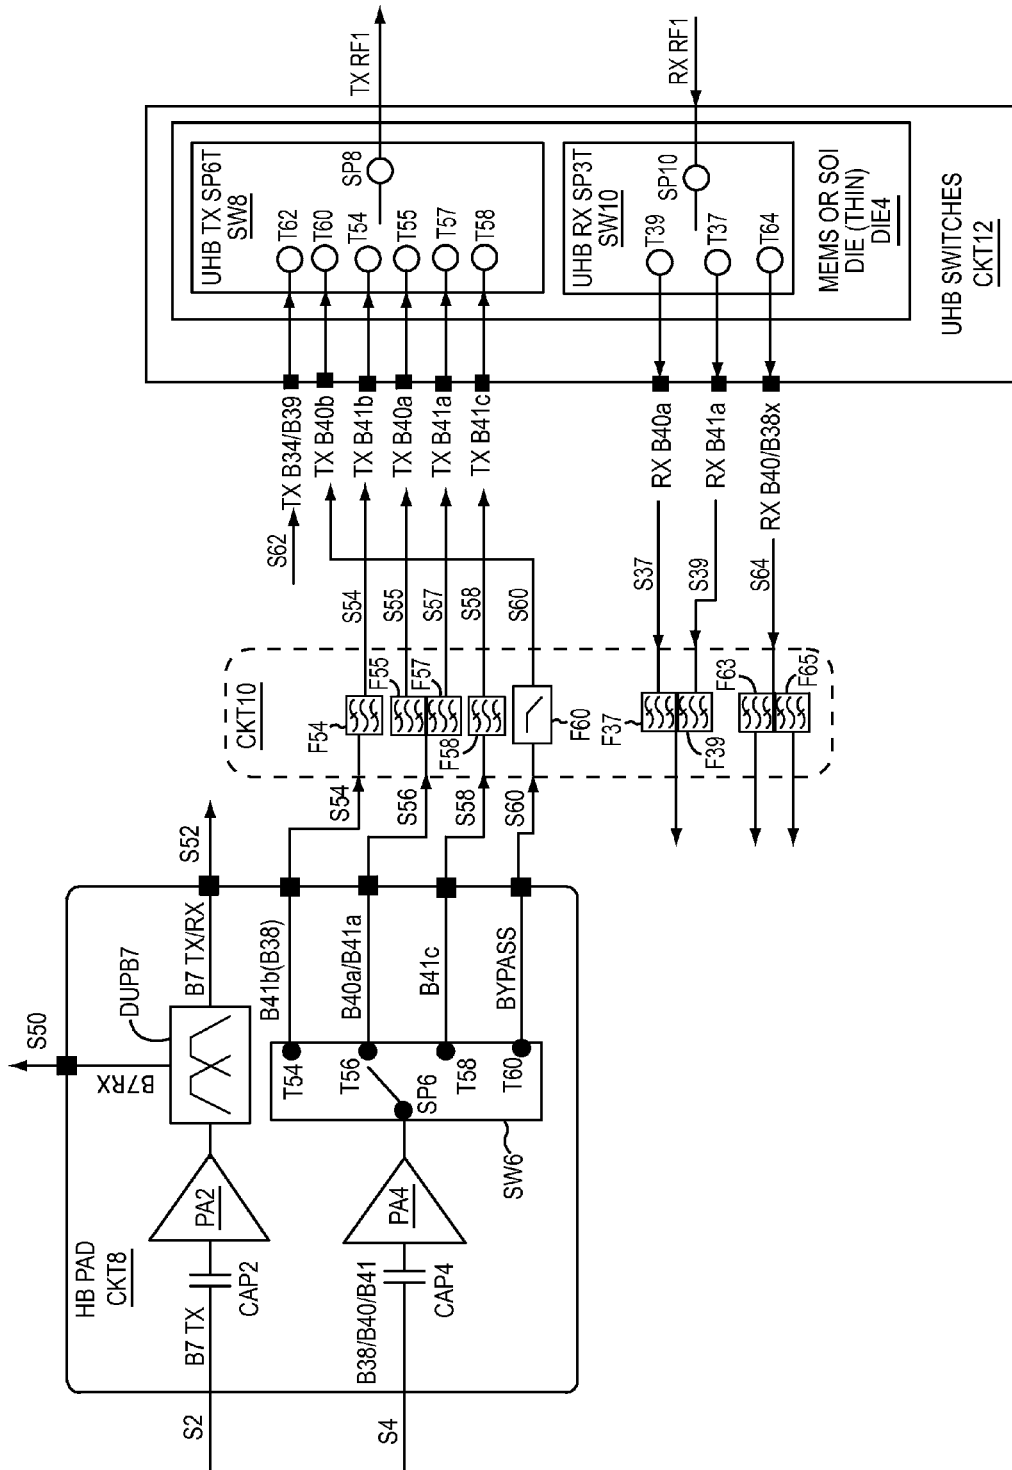 HB PAD
CKT8
S2
B7 TX
CAP2
PA2
DUPB7
B7RX
S50
B7 TX/RX
S52
S4
B38/B40/B41
CAP4
PA4
SW6
SP6
T54
T56
T58
T60
B41b(B38)
B40a/B41a
B41c
BYPASS
S54
S56
S58
S60
CKT10
F54
F55
F57
F58
F60
F37
F39
F63
F65
S54
S55
S57
S58
S60
S37
S39
S64
S62
TX B34/B39
TX B40b
TX B41b
TX B40a
TX B41a
TX B41c
RX B40a
RX B41a
RX B40/B38x
UHB TX SP6T
SW8
T62
T60
T54
T55
T57
T58
SP8
TX RF1
UHB RX SP3T
SW10
T39
T37
T64
SP10
RX RF1
MEMS OR SOI
DIE (THIN)
DIE4
UHB SWITCHES
CKT12